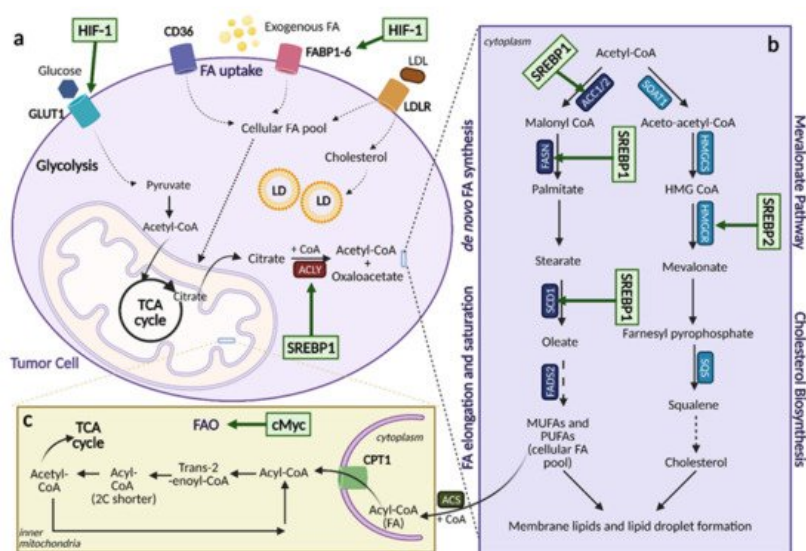 a
HIF-1
Glucose
GLUT1
Glycolysis
CD36
Exogenous FA
FABP1-6
HIF-1
FA uptake
LDL
LDLR
Cellular FA pool
Cholesterol
LD
LD
Pyruvate
Acetyl-CoA
Citrate
TCA
cycle
Citrate
+ CoA
ACLY
Acetyl-CoA
+
Oxaloacetate
SREBP1
Tumor Cell
b
cytoplasm
Acetyl-CoA
SREBP1
ACC1/2
SOAT1
Malonyl CoA
Aceto-acetyl-CoA
FASN
SREBP1
HMGCS
Palmitate
HMG CoA
HMGCR
SREBP2
Stearate
Mevalonate
SCD1
SREBP1
Oleate
Farnesyl pyrophosphate
FADS2
SQS
Squalene
MUFAs and
PUFAs
(cellular FA
pool)
Cholesterol
Membrane lipids and lipid droplet formation
de novo FA synthesis
FA elongation and saturation
Mevalonate Pathway
Cholesterol Biosynthesis
c
TCA
cycle
FAO
cMyc
cytoplasm
CPT1
Acetyl-
CoA
Acyl-
CoA
(2C shorter)
Trans-2
-enoyl-CoA
Acyl-CoA
Acyl-CoA
(FA)
ACS
+ CoA
inner
mitochondria